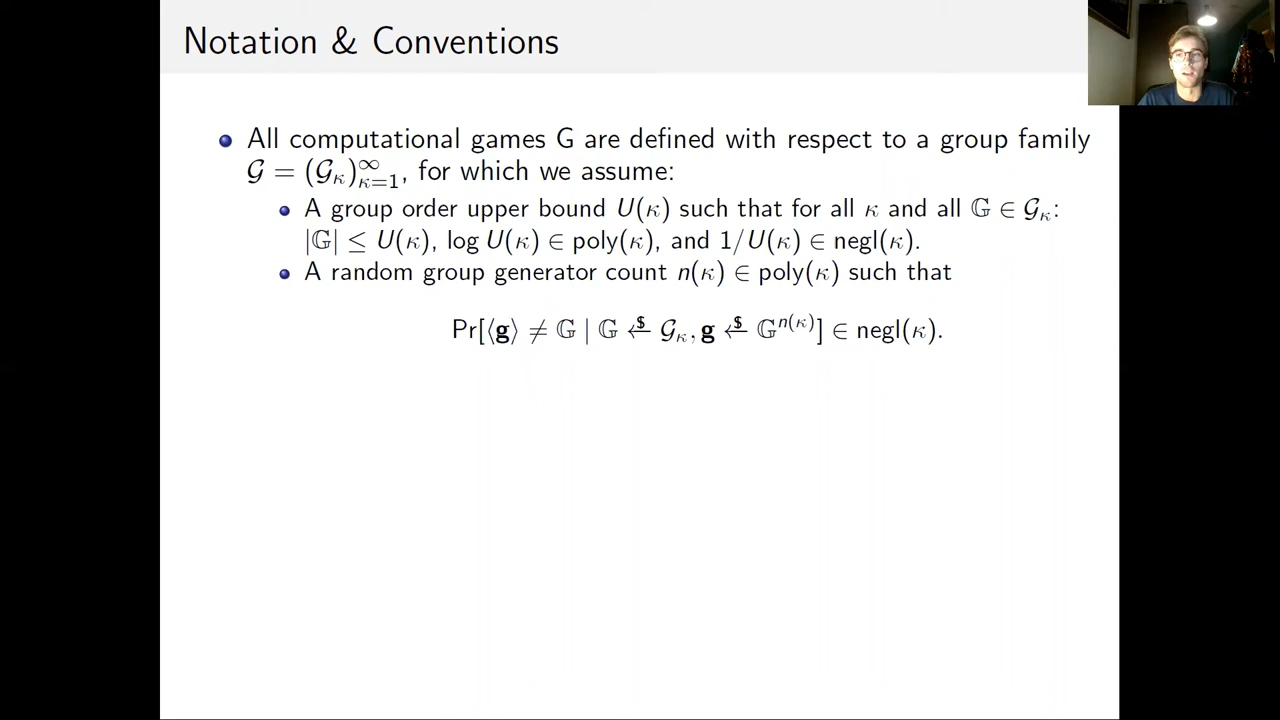 Notation & Conventions
All computational games G are defined with respect to a group family
𝒢 = (𝒢_κ)_{κ=1}^∞, for which we assume:
A group order upper bound U(κ) such that for all κ and all 𝔾 ∈ 𝒢_κ:
|𝔾| ≤ U(κ), log U(κ) ∈ poly(κ), and 1/U(κ) ∈ negl(κ).
A random group generator count n(κ) ∈ poly(κ) such that
Pr[⟨𝐠⟩ ≠ 𝔾 | 𝔾 ↞$ 𝒢_κ, 𝐠 ↞$ 𝔾^{n(κ)}] ∈ negl(κ).